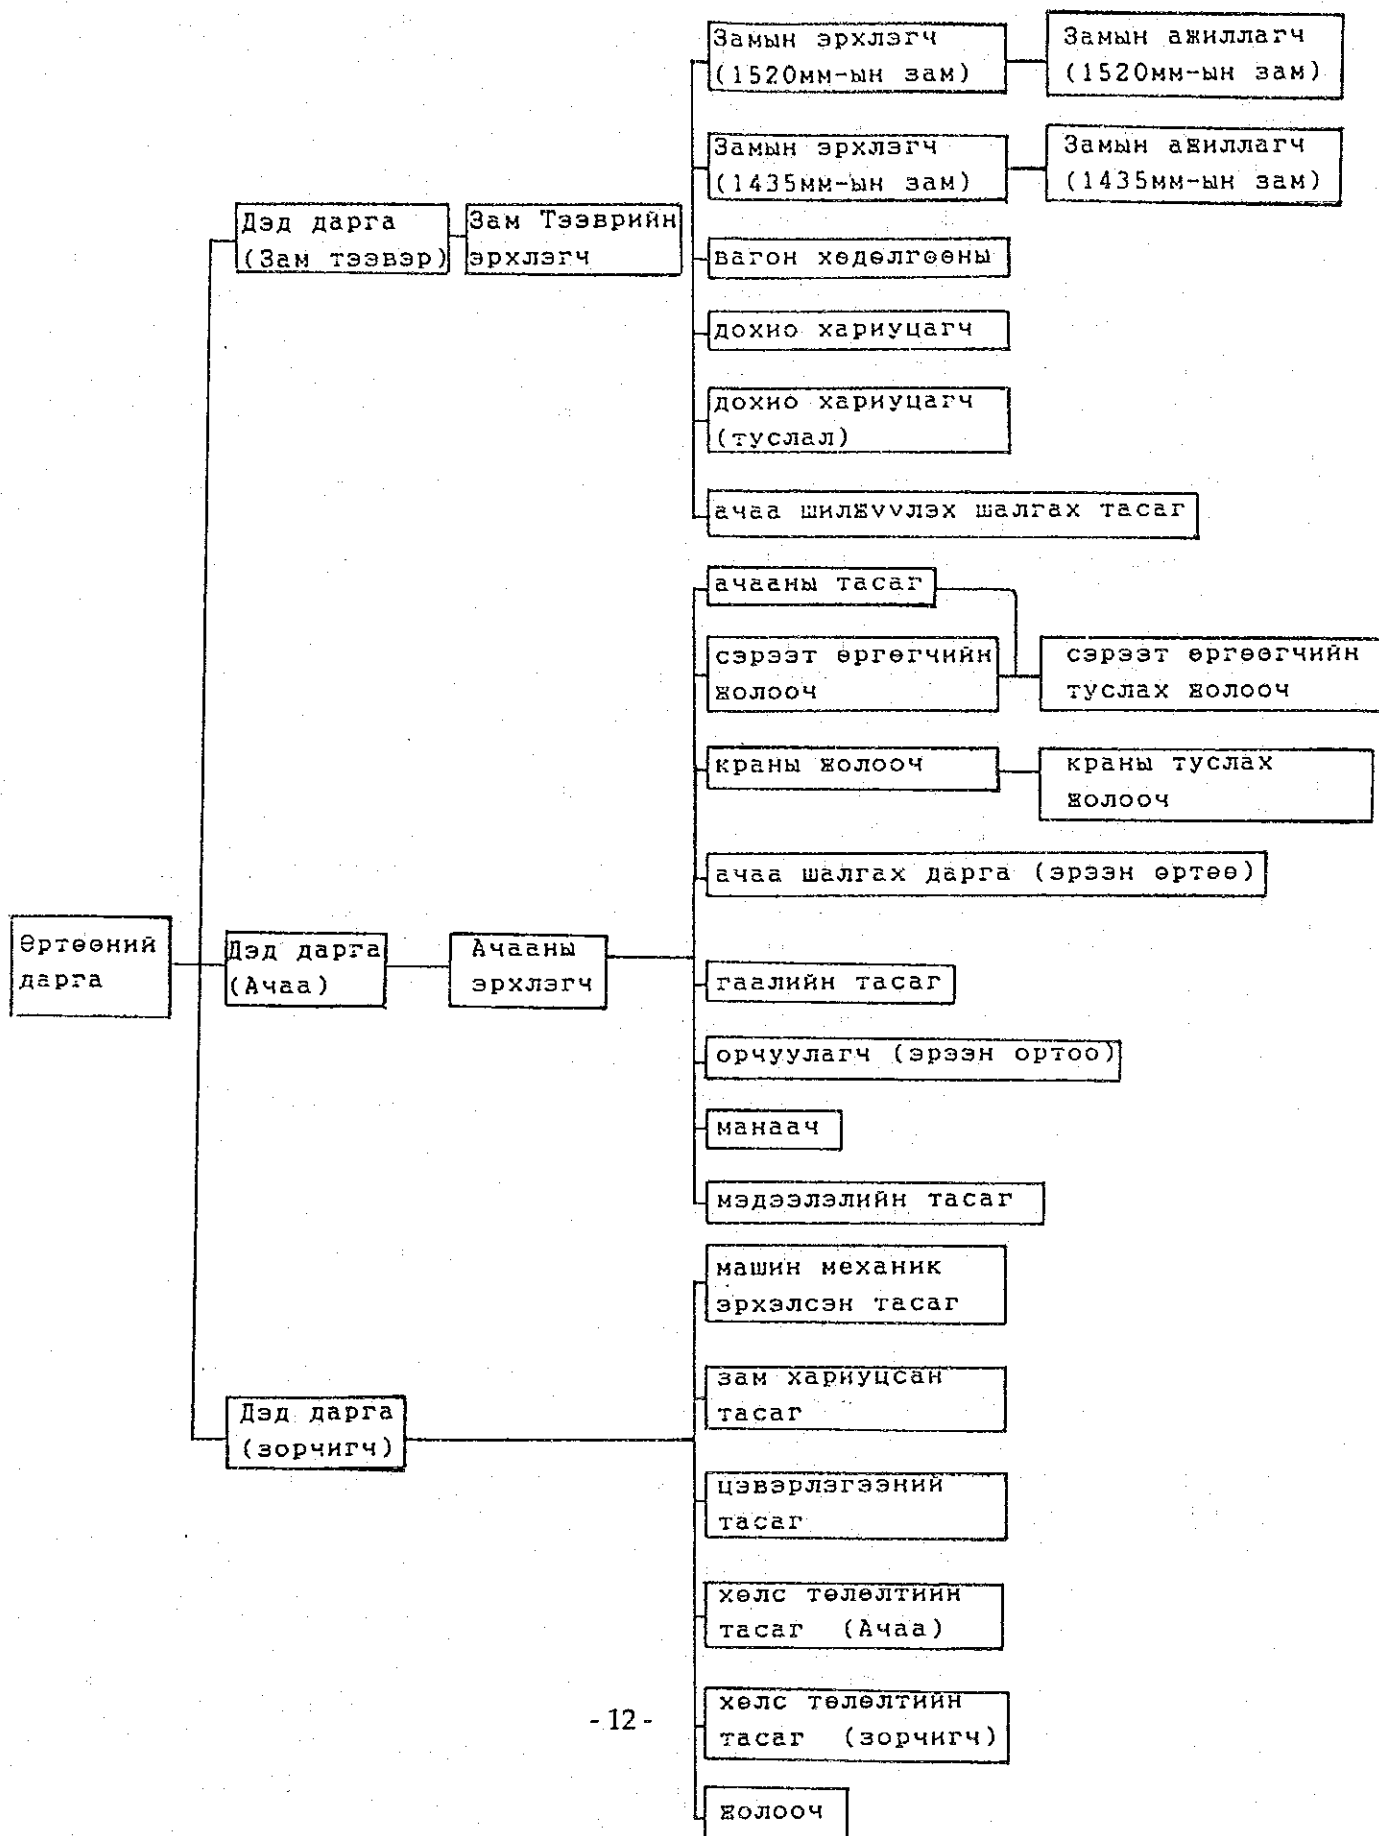 Замын эрхлэгч
(1520мм-ын зам)
Замын ажиллагч
(1520мм-ын зам)
Замын эрхлэгч
(1435мм-ын зам)
Замын ажиллагч
(1435мм-ын зам)
Дэд дарга
(Зам тээвэр)
Зам Тээврийн
эрхлэгч
вагон хөдөлгөөны
дохио хариуцагч
дохио хариуцагч
(туслал)
ачаа шилжvvлэх шалгах тасаг
ачааны тасаг
сэрээт өргөгчийн
жолооч
сэрээт өргөөгчийн
туслах жолооч
краны жолооч
краны туслах
жолооч
ачаа шалгах дарга (эрээн өртөө)
Өртөөний
дарга
Дэд дарга
(Ачаа)
Ачааны
эрхлэгч
гаалийн тасаг
орчуулагч (эрээн ортоо)
манаач
мэдээлэлийн тасаг
машин механик
эрхэлсэн тасаг
зам хариуцсан
тасаг
Дэд дарга
(зорчигч)
цэвэрлэгээний
тасаг
хөлс төлөлтийн
тасаг (Ачаа)
хөлс төлөлтийн
тасаг (зорчигч)
жолооч
- 12 -